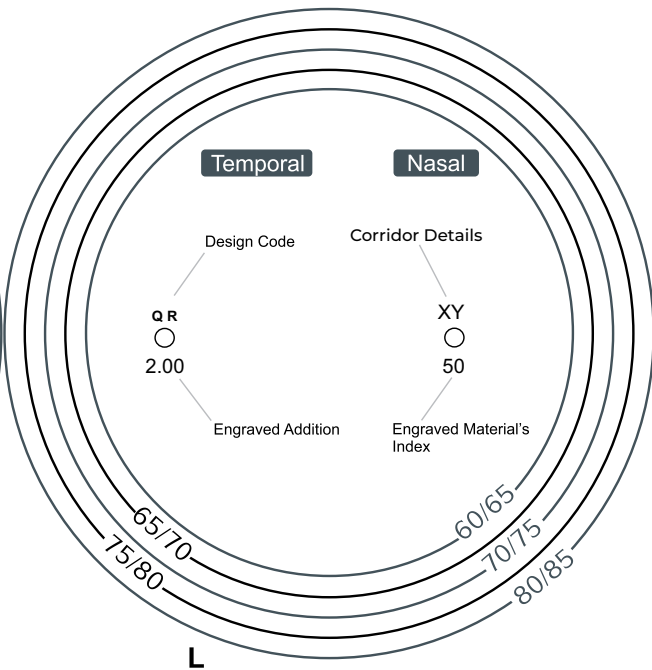 Temporal
Nasal
Design Code
Corridor Details
Q R
XY
2.00
50
Engraved Addition
Engraved Material’s
Index
60/65
65/70
70/75
75/80
80/85
L